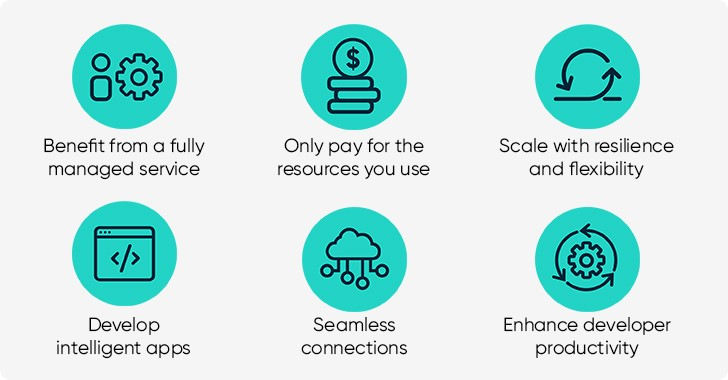 $
Benefit from a fully
managed service
Only pay for the
resources you use
Scale with resilience
and flexibility
</>
Develop
intelligent apps
Seamless
connections
Enhance developer
productivity